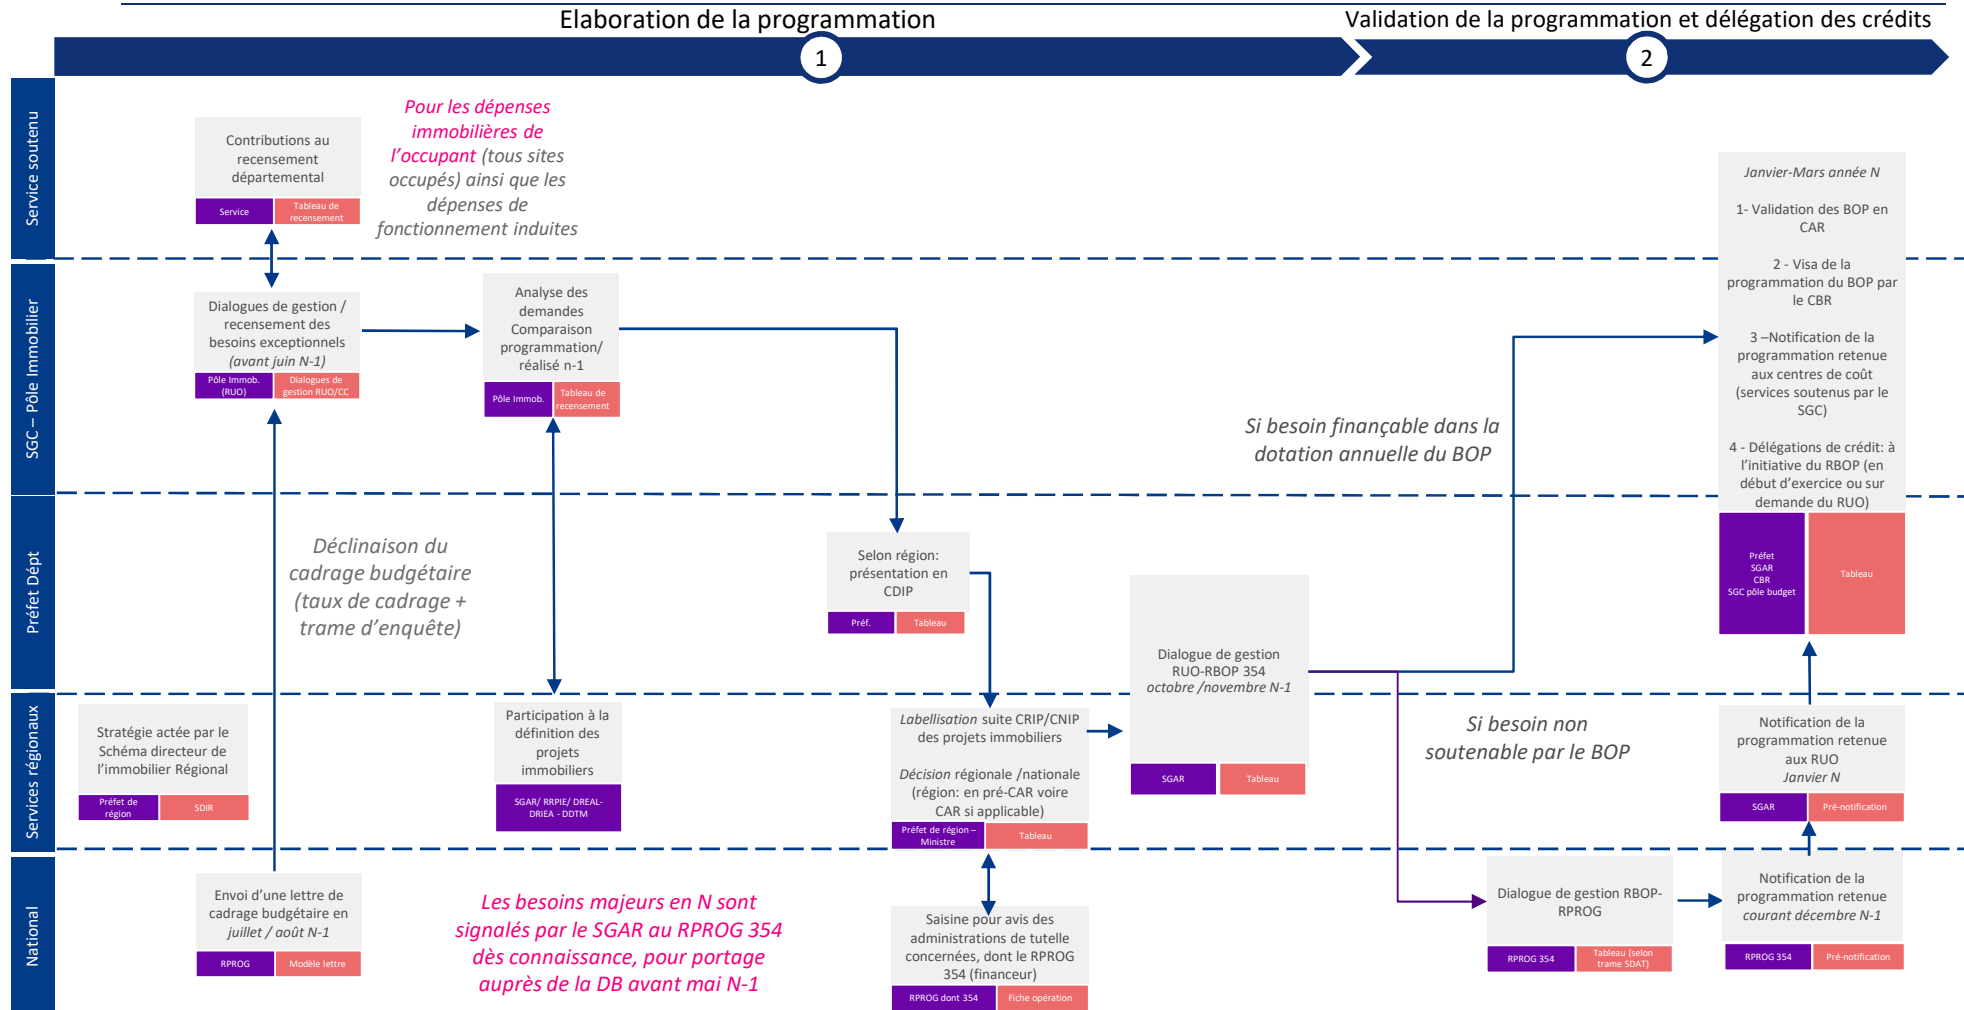 Elaboration de la programmation
Validation de la programmation et délégation des crédits
1
2
Service soutenu
Contributions au
recensement
départemental
Service
Tableau de
recensement
Pour les dépenses
immobilières de
l’occupant (tous sites
occupés) ainsi que les
dépenses de
fonctionnement induites
SGC – Pôle Immobilier
Dialogues de gestion /
recensement des
besoins exceptionnels
(avant juin N-1)
Pôle Immob.
(RUO)
Dialogues de
gestion RUO/CC
Analyse des
demandes
Comparaison
programmation/
réalisé n-1
Pôle Immob.
Tableau de
recensement
Si besoin finançable dans la
dotation annuelle du BOP
Janvier-Mars année N
1- Validation des BOP en
CAR
2 - Visa de la
programmation du BOP par
le CBR
3 –Notification de la
programmation retenue
aux centres de coût
(services soutenus par le
SGC)
4 - Délégations de crédit: à
l’initiative du RBOP (en
début d’exercice ou sur
demande du RUO)
Préfet
SGAR
CBR
SGC pôle budget
Tableau
Préfet Dépt
Déclinaison du
cadrage budgétaire
(taux de cadrage +
trame d’enquête)
Selon région:
présentation en
CDIP
Préf.
Tableau
Dialogue de gestion
RUO-RBOP 354
octobre /novembre N-1
SGAR
Tableau
Services régionaux
Stratégie actée par le
Schéma directeur de
l’immobilier Régional
Préfet de
région
SDIR
Participation à la
définition des
projets
immobiliers
SGAR/ RRPIE/ DREAL-
DRIEA - DDTM
Labellisation suite CRIP/CNIP
des projets immobiliers
Décision régionale /nationale
(région: en pré-CAR voire
CAR si applicable)
Préfet de région –
Ministre
Tableau
Si besoin non
soutenable par le BOP
Notification de la
programmation retenue
aux RUO
Janvier N
SGAR
Pré-notification
National
Envoi d’une lettre de
cadrage budgétaire en
juillet / août N-1
RPROG
Modèle lettre
Les besoins majeurs en N sont
signalés par le SGAR au RPROG 354
dès connaissance, pour portage
auprès de la DB avant mai N-1
Saisine pour avis des
administrations de tutelle
concernées, dont le RPROG
354 (financeur)
RPROG dont 354
Fiche opération
Dialogue de gestion RBOP-
RPROG
RPROG 354
Tableau (selon
trame SDAT)
Notification de la
programmation retenue
courant décembre N-1
RPROG 354
Pré-notification